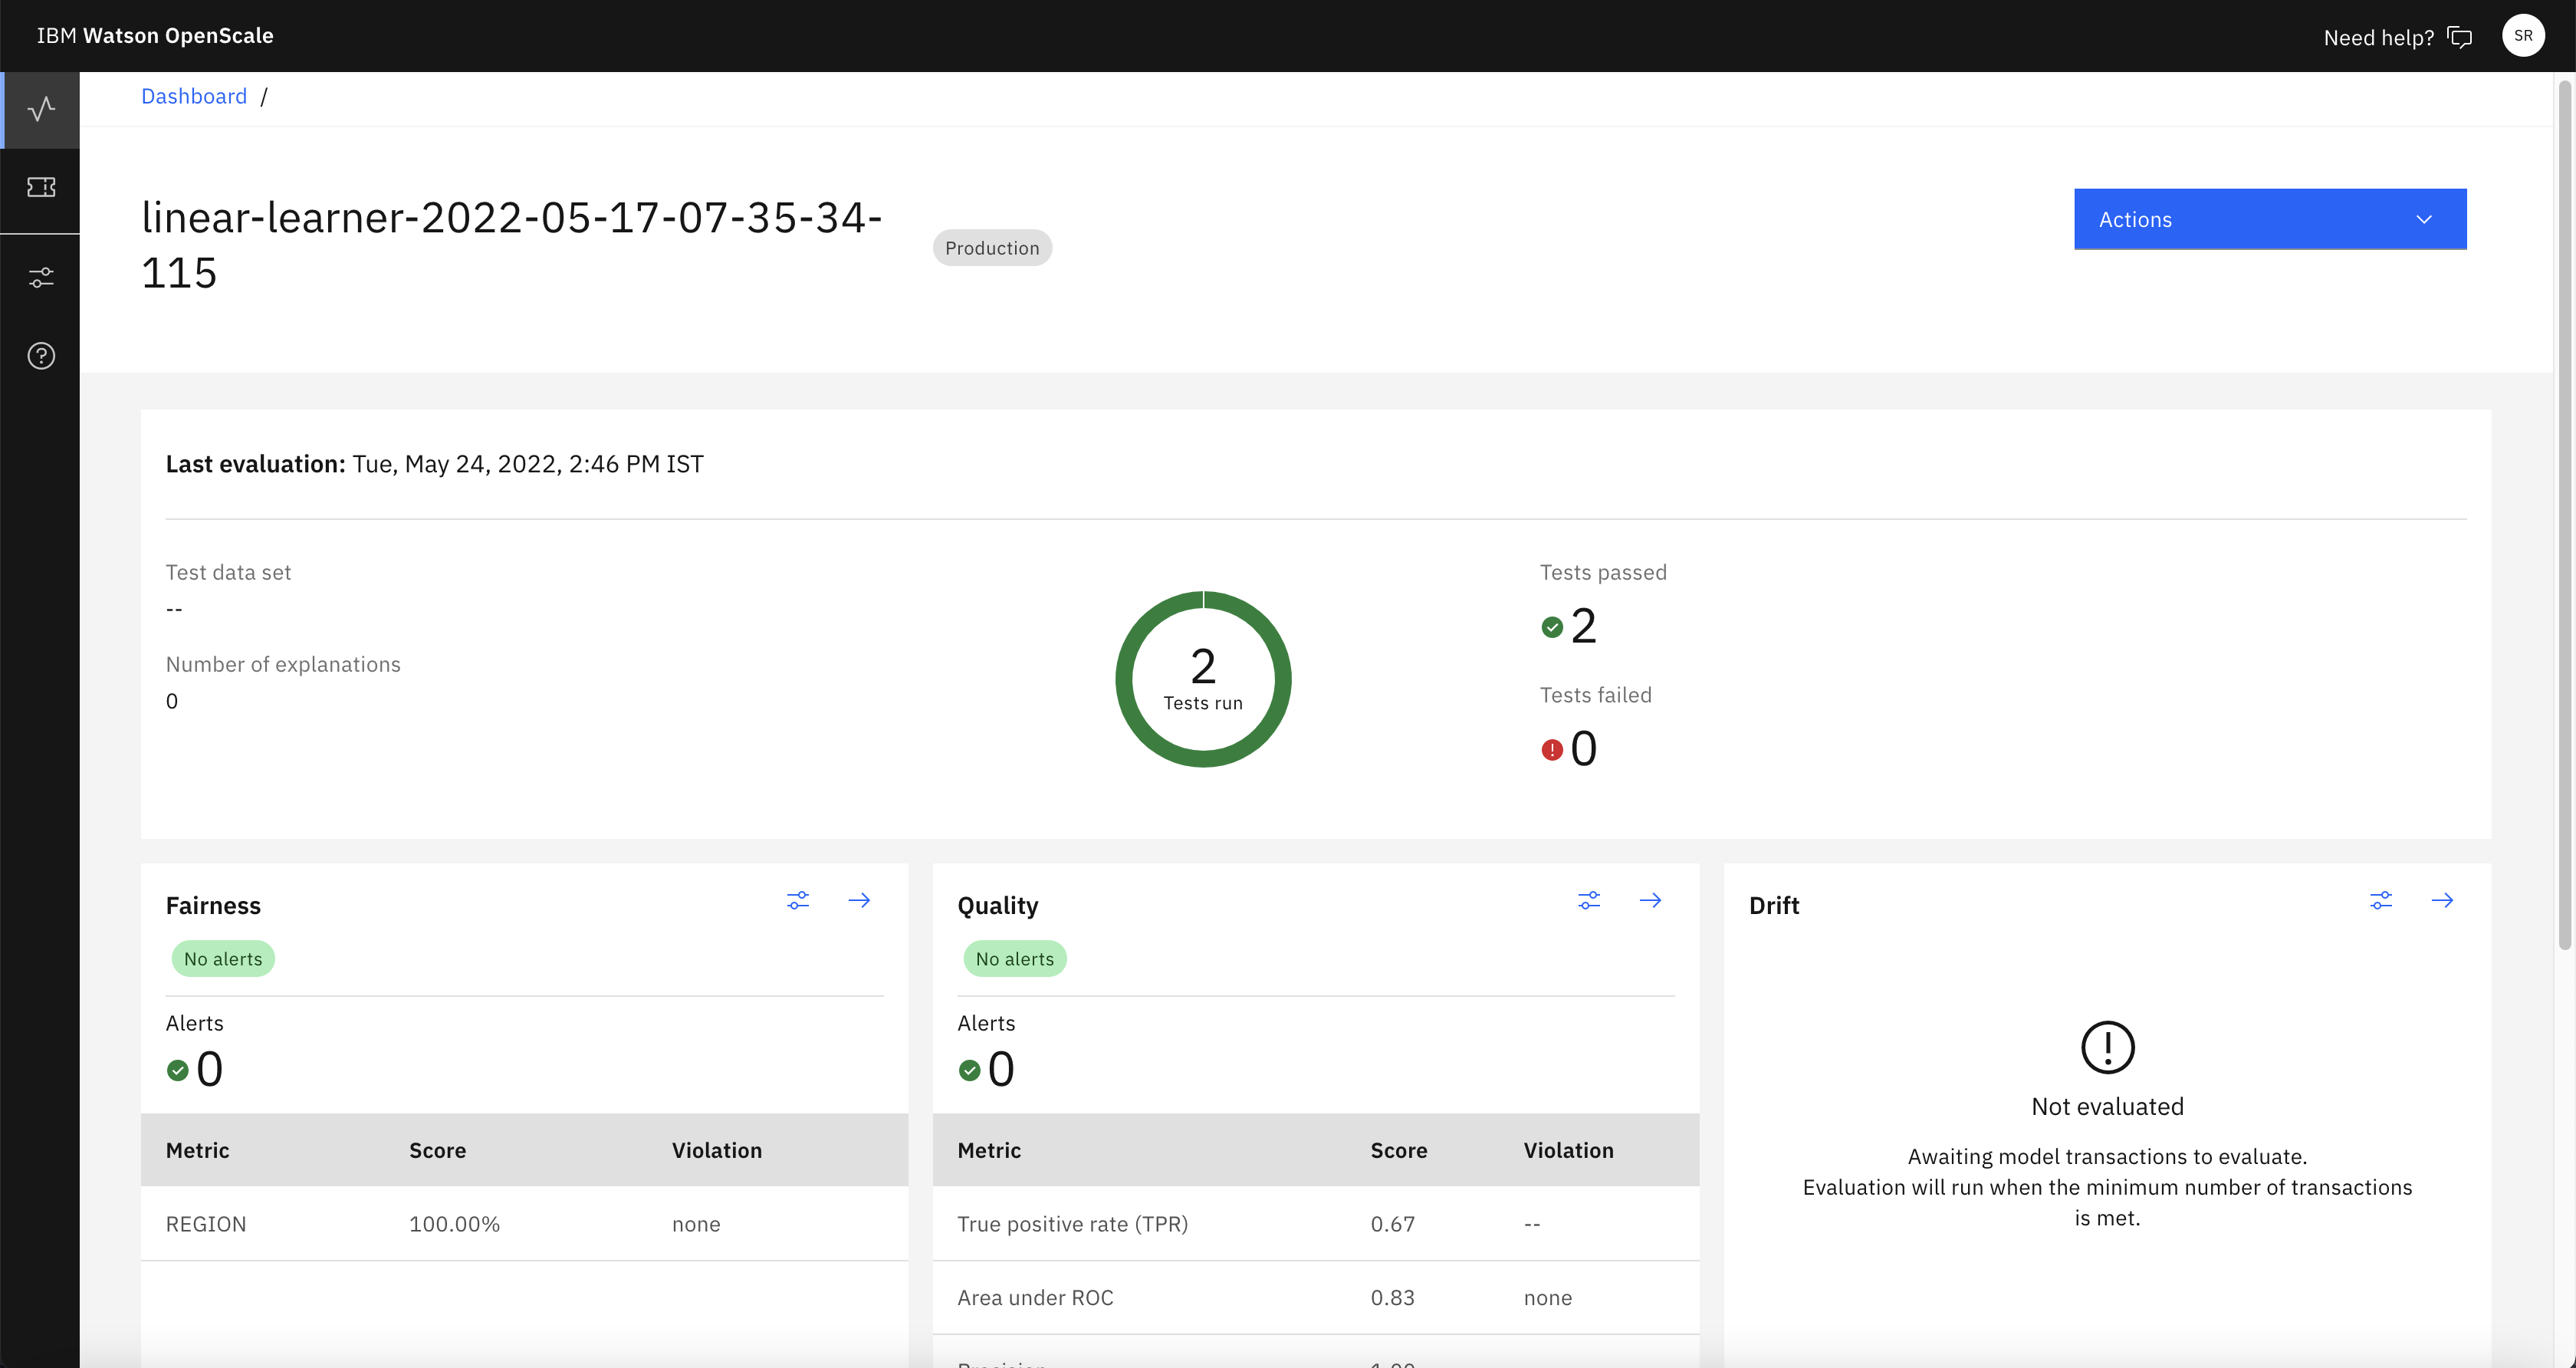 IBM Watson OpenScale
Need help?
SR
Dashboard /
linear-learner-2022-05-17-07-35-34-
115
Production
Actions
Last evaluation: Tue, May 24, 2022, 2:46 PM IST
Test data set
--
Number of explanations
0
2
Tests run
Tests passed
2
Tests failed
0
Fairness
No alerts
Alerts
0
Metric Score Violation
REGION 100.00% none
Quality
No alerts
Alerts
0
Metric Score Violation
True positive rate (TPR) 0.67 --
Area under ROC 0.83 none
Drift
Not evaluated
Awaiting model transactions to evaluate.
Evaluation will run when the minimum number of transactions
is met.